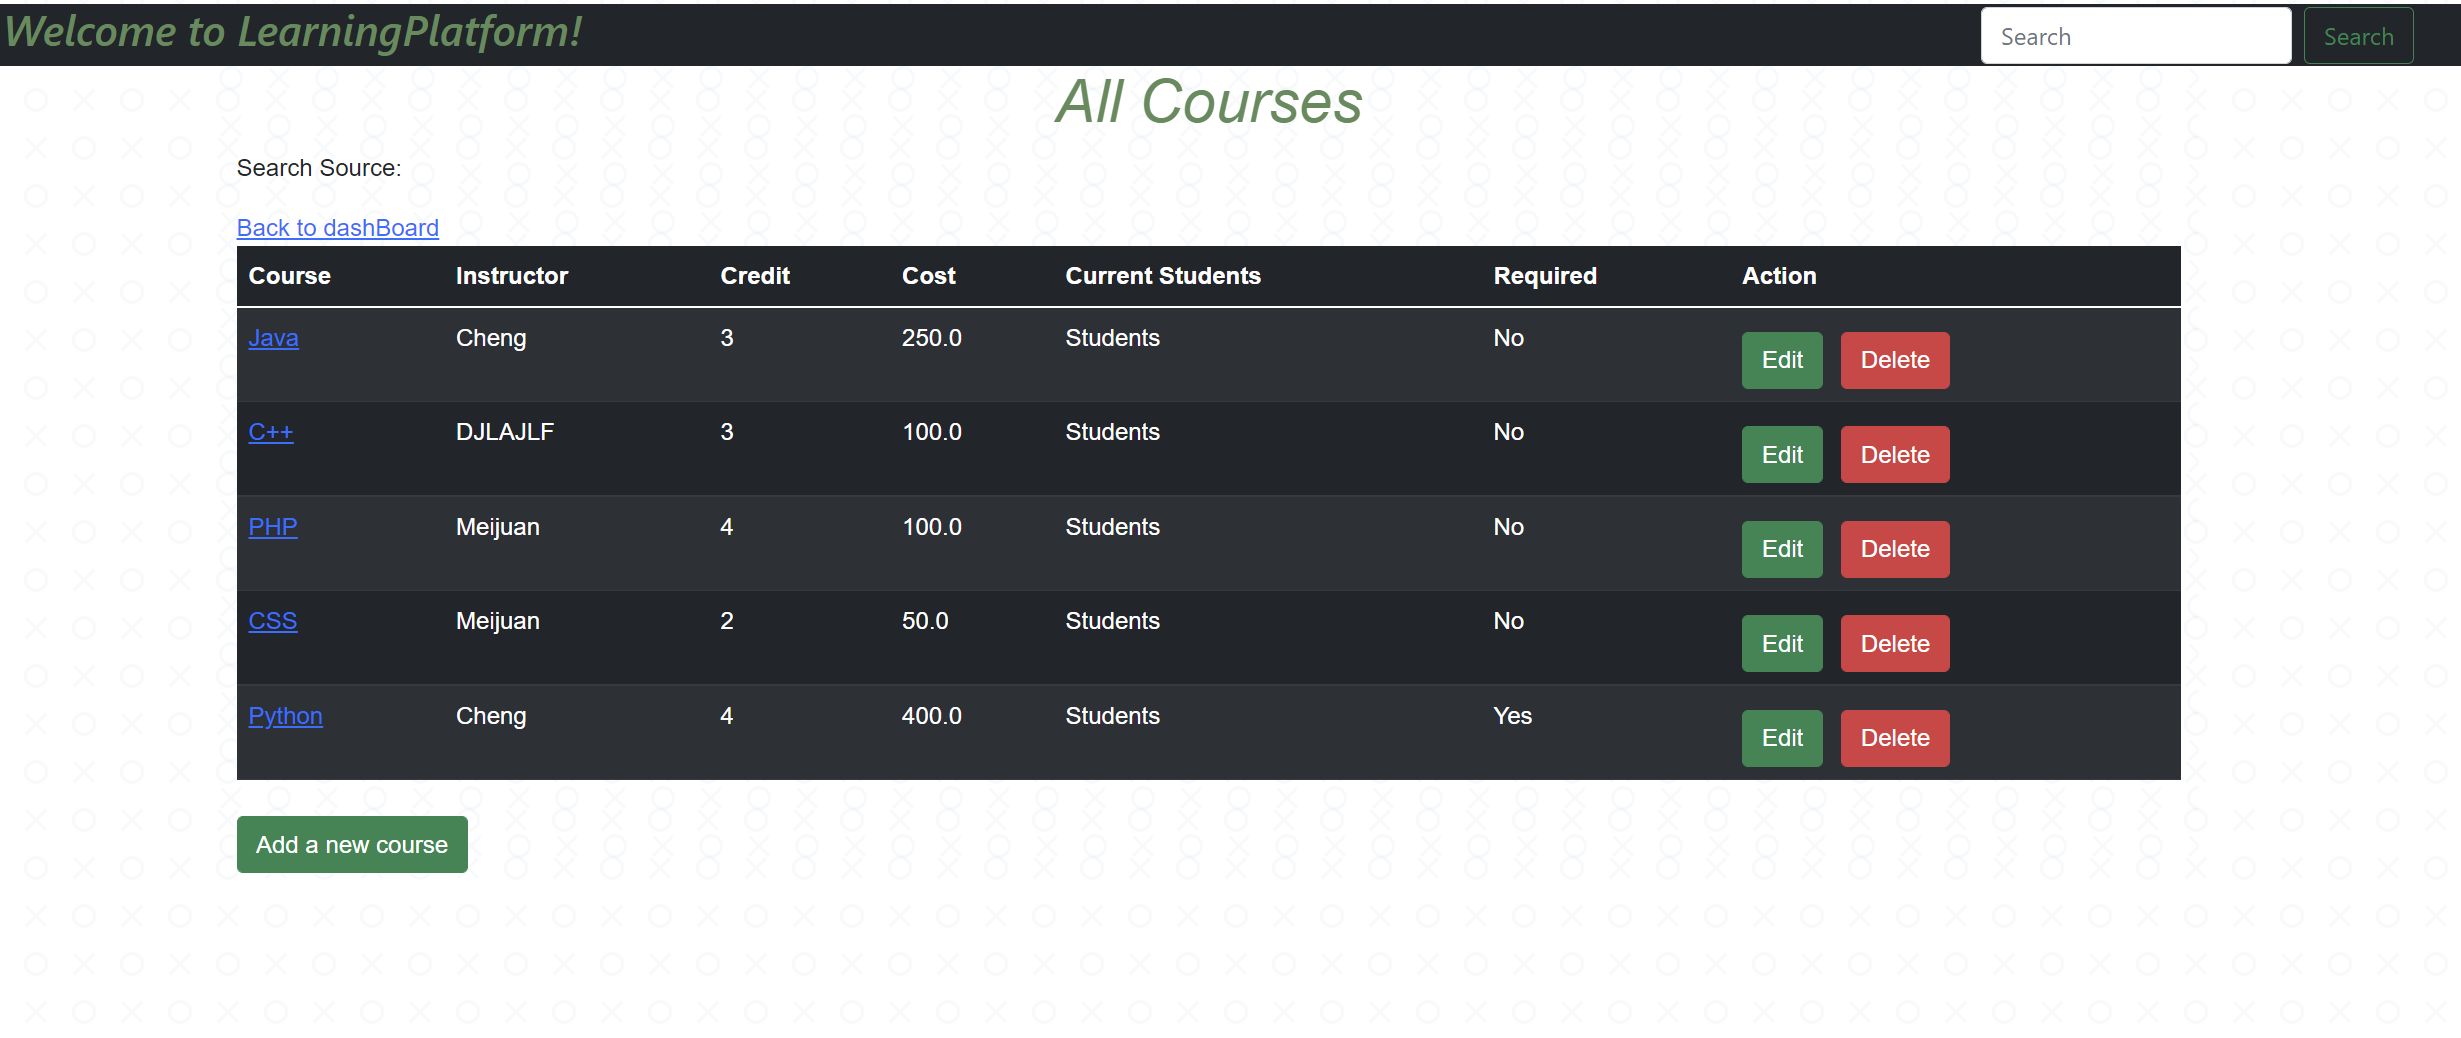 Welcome to LearningPlatform! Search Search
All Courses
Search Source:
Back to dashBoard
Course Instructor Credit Cost Current Students Required Action
Java Cheng 3 250.0 Students No Edit Delete
C++ DJLAJLF 3 100.0 Students No Edit Delete
PHP Meijuan 4 100.0 Students No Edit Delete
CSS Meijuan 2 50.0 Students No Edit Delete
Python Cheng 4 400.0 Students Yes Edit Delete
Add a new course